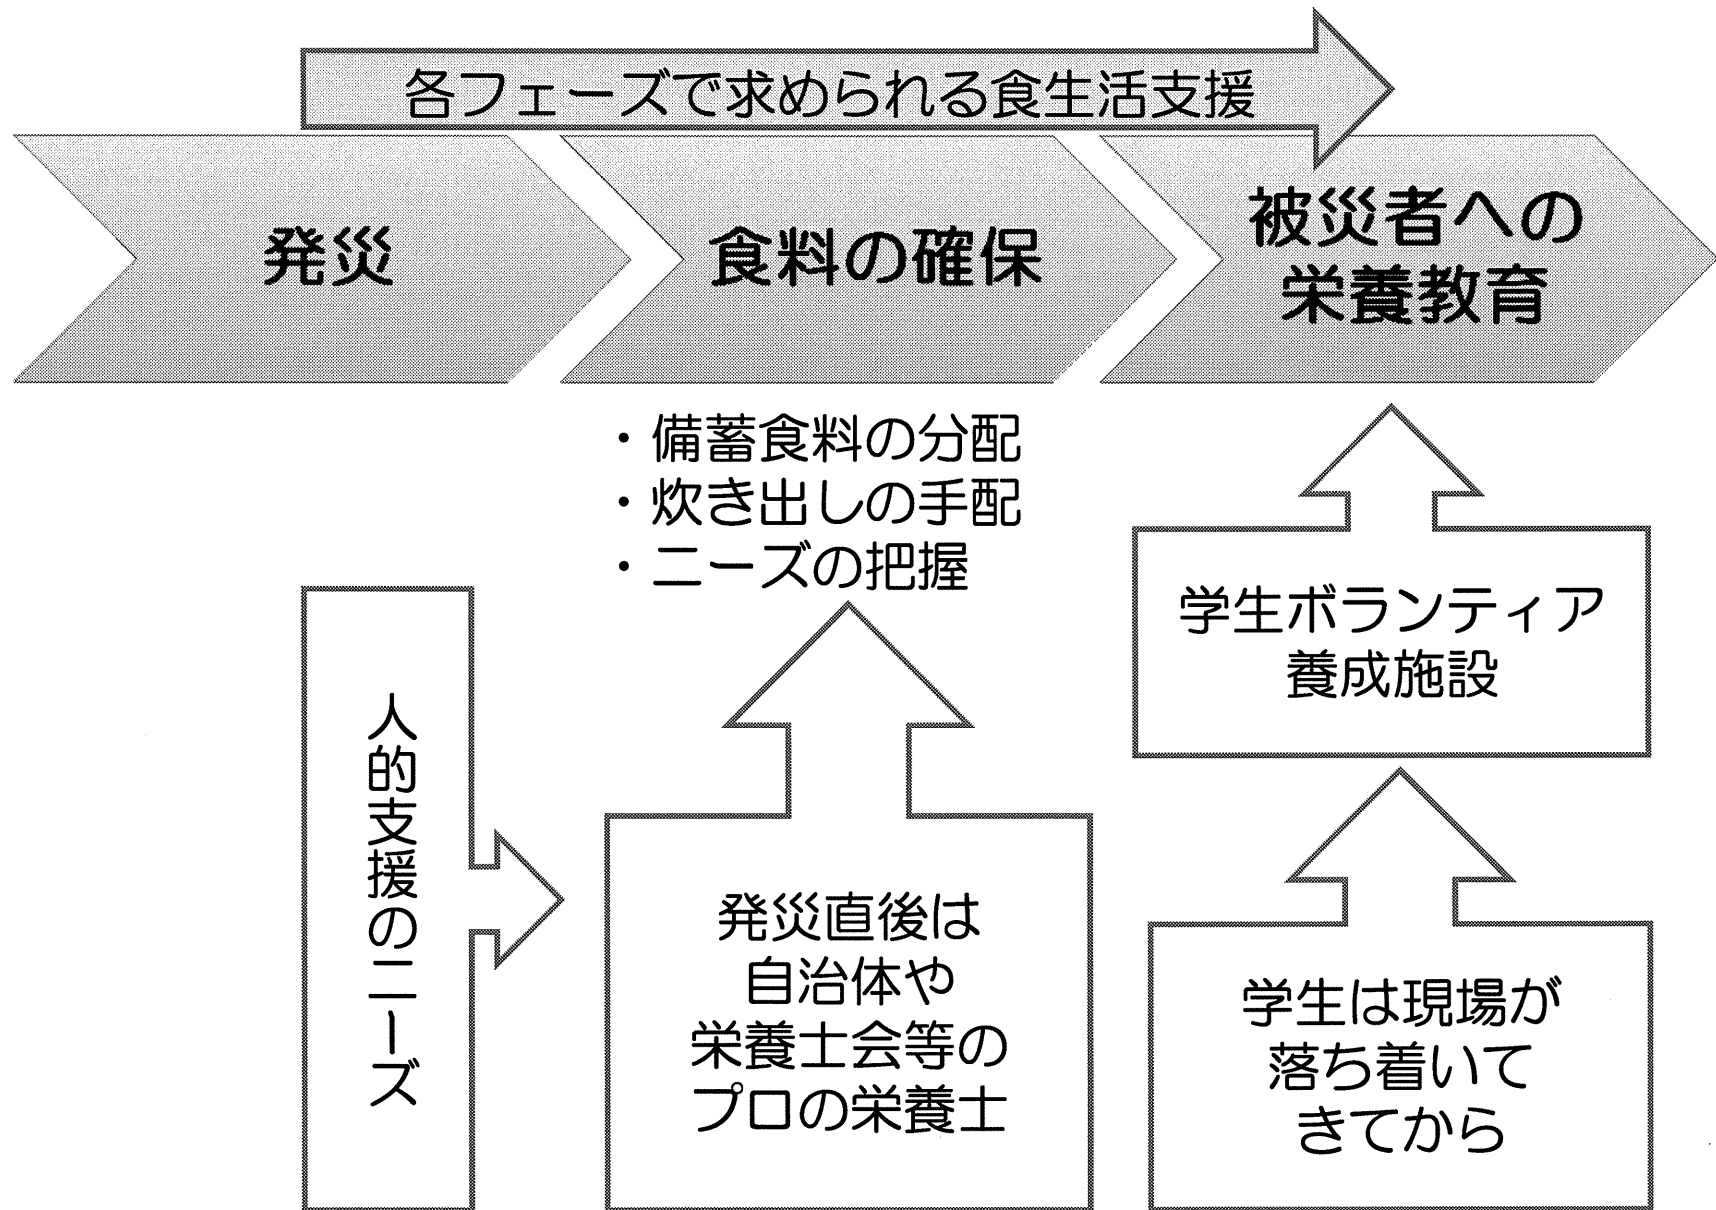 各フェーズで求められる食生活支援
発災
食料の確保
被災者への
栄養教育
・備蓄食料の分配
・炊き出しの手配
・ニーズの把握
人的支援のニーズ
発災直後は
自治体や
栄養士会等の
プロの栄養士
学生ボランティア
養成施設
学生は現場が
落ち着いて
きてから